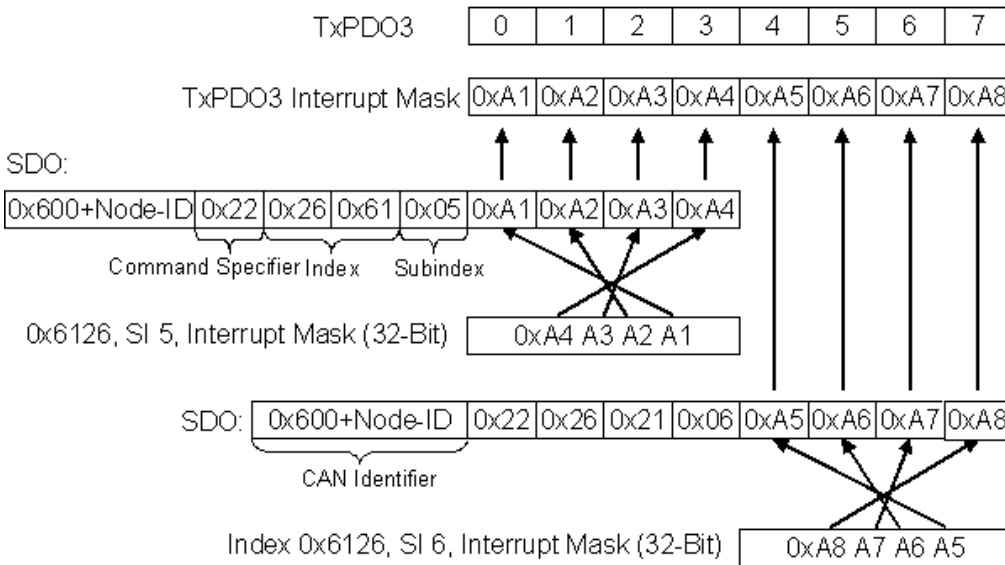 TxPDO3 0 1 2 3 4 5 6 7
TxPDO3 Interrupt Mask 0xA1 0xA2 0xA3 0xA4 0xA5 0xA6 0xA7 0xA8
SDO:
0x600+Node-ID 0x22 0x26 0x61 0x05 0xA1 0xA2 0xA3 0xA4
Command Specifier Index Subindex
0x6126, SI 5, Interrupt Mask (32-Bit) 0xA4 A3 A2 A1
SDO: 0x600+Node-ID 0x22 0x26 0x21 0x06 0xA5 0xA6 0xA7 0xA8
CAN Identifier
Index 0x6126, SI 6, Interrupt Mask (32-Bit) 0xA8 A7 A6 A5